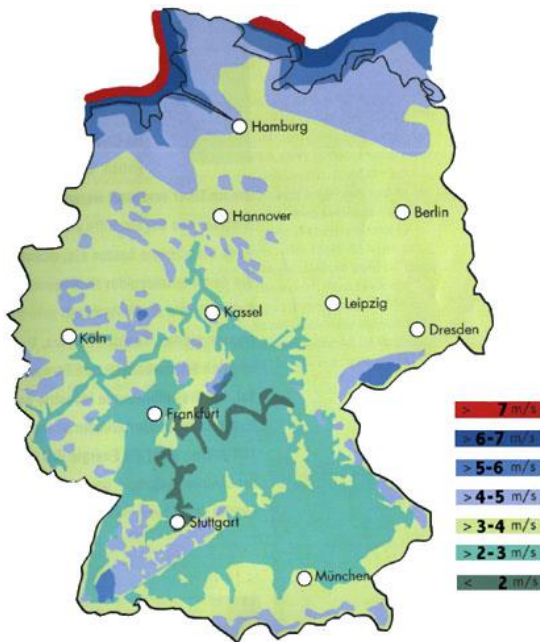 Hamburg
Hannover
Berlin
Leipzig
Kassel
Dresden
Köln
Frankfurt
Stuttgart
München
> 7 m/s
> 6-7 m/s
> 5-6 m/s
> 4-5 m/s
> 3-4 m/s
> 2-3 m/s
< 2 m/s